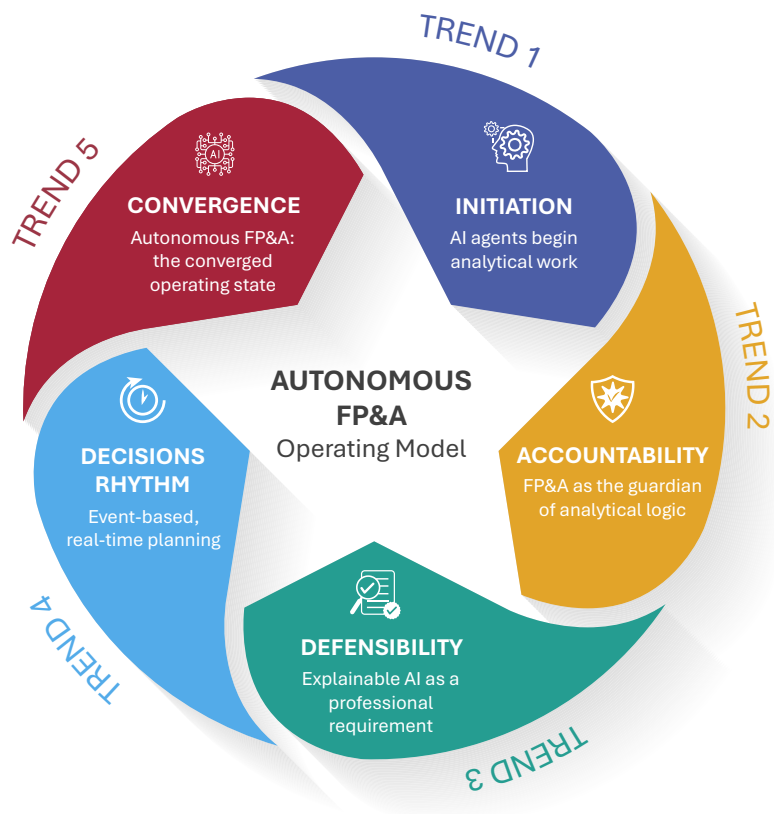 TREND 1
INITIATION
AI agents begin
analytical work
TREND 2
ACCOUNTABILITY
FP&A as the guardian
of analytical logic
TREND 3
DEFENSIBILITY
Explainable AI as a
professional
requirement
TREND 4
DECISIONS
RHYTHM
Event-based,
real-time planning
TREND 5
AI
CONVERGENCE
Autonomous FP&A:
the converged
operating state
AUTONOMOUS
FP&A
Operating Model